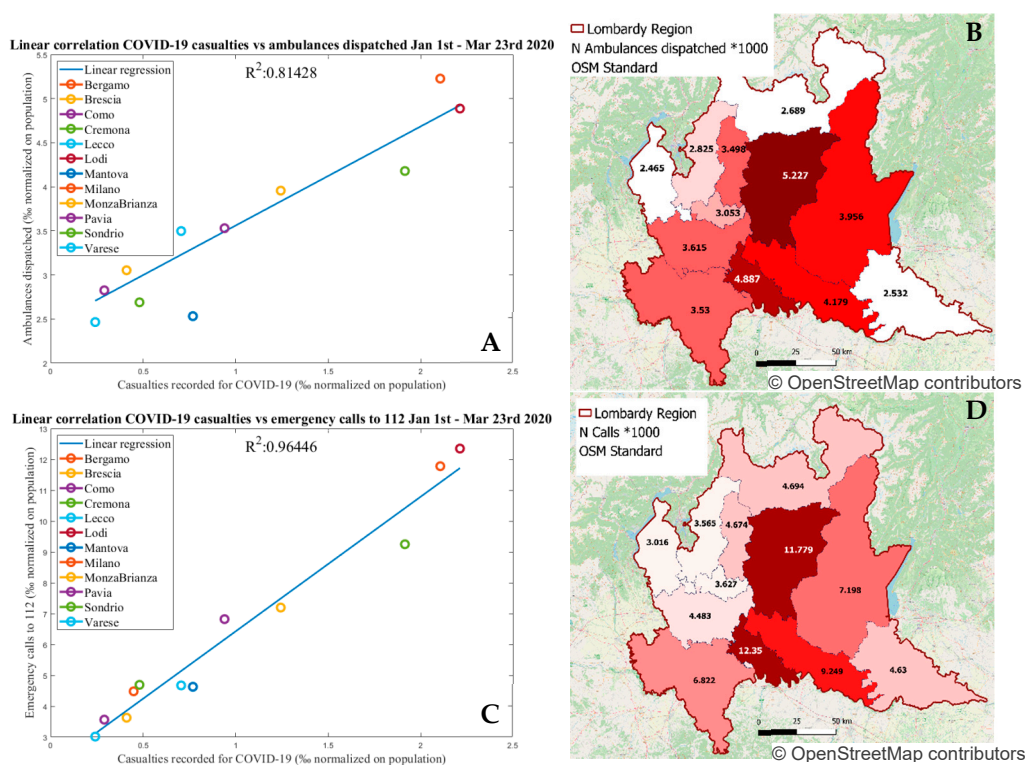 Linear correlation COVID-19 casualties vs ambulances dispatched Jan 1st - Mar 23rd 2020
R2:0.81428
Linear regression
Bergamo
Brescia
Como
Cremona
Lecco
Lodi
Mantova
Milano
MonzaBrianza
Pavia
Sondrio
Varese
Ambulances dispatched (‰ normalized on population)
5.5
5
4.5
4
3.5
3
2.5
2
0
0.5
1
1.5
2
2.5
Casualties recorded for COVID-19 (‰ normalized on population)
A
Lombardy Region
N Ambulances dispatched *1000
OSM Standard
B
2.689
2.825
3.498
2.465
5.227
3.053
3.956
3.615
4.887
4.179
2.532
3.53
0 25 50 km
© OpenStreetMap contributors
Linear correlation COVID-19 casualties vs emergency calls to 112 Jan 1st - Mar 23rd 2020
R2:0.96446
Linear regression
Bergamo
Brescia
Como
Cremona
Lecco
Lodi
Mantova
Milano
MonzaBrianza
Pavia
Sondrio
Varese
Emergency calls to 112 (‰ normalized on population)
13
12
11
10
9
8
7
6
5
4
3
0
0.5
1
1.5
2
2.5
Casualties recorded for COVID-19 (‰ normalized on population)
C
Lombardy Region
N Calls *1000
OSM Standard
D
4.694
3.565
4.674
3.016
11.779
3.627
7.198
4.483
12.35
9.249
4.63
6.822
0 25 50 km
© OpenStreetMap contributors